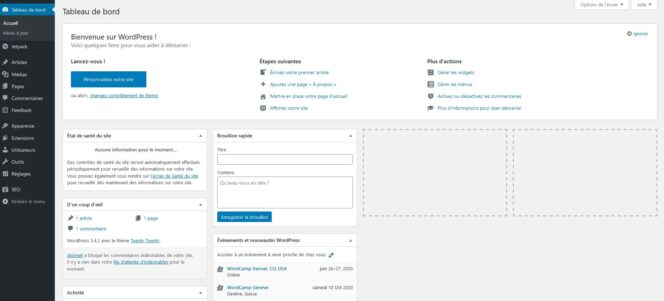 Tableau de bord
Accueil
Mises à jour
Jetpack
Articles
Médias
Pages
Commentaires
Feedback
Apparence
Extensions
Utilisateurs
Outils
Réglages
SEO
Réduire le menu
Options de l'écran
Aide
Tableau de bord
Bienvenue sur WordPress !
Voici quelques liens pour vous aider à démarrer :
Ignorer
Lancez-vous !
Personnalisez votre site
ou alors, changez complètement de thème
Étapes suivantes
Écrivez votre premier article
Ajoutez une page « À propos »
Mettre en place votre page d'accueil
Affichez votre site
Plus d'actions
Gérer les widgets
Gérer les menus
Activez ou désactivez les commentaires
Plus d'informations pour bien démarrer
État de santé du site
Aucune information pour le moment…
Des contrôles de santé du site seront automatiquement effectués
périodiquement pour recueillir des informations sur votre site.
Vous pouvez également vous rendre sur l'écran de Santé du site
pour recueillir dès maintenant des informations sur votre site.
D'un coup d'œil
1 article
1 page
1 commentaire
WordPress 5.4.2 avec le thème Twenty Twenty.
Akismet a bloqué les commentaires indésirables de votre site.
Il n'y a rien dans votre file d'attente d'indésirables pour le
moment.
Activité
Brouillon rapide
Titre
Contenu
Qu'avez-vous en tête ?
Enregistrer le brouillon
Évènements et nouveautés WordPress
Assister à un évènement à venir proche de chez vous.
WordCamp Denver, CO, USA
juin 26–27, 2020
Online
WordCamp Genève
samedi 10 Oct 2020
Genève, Suisse